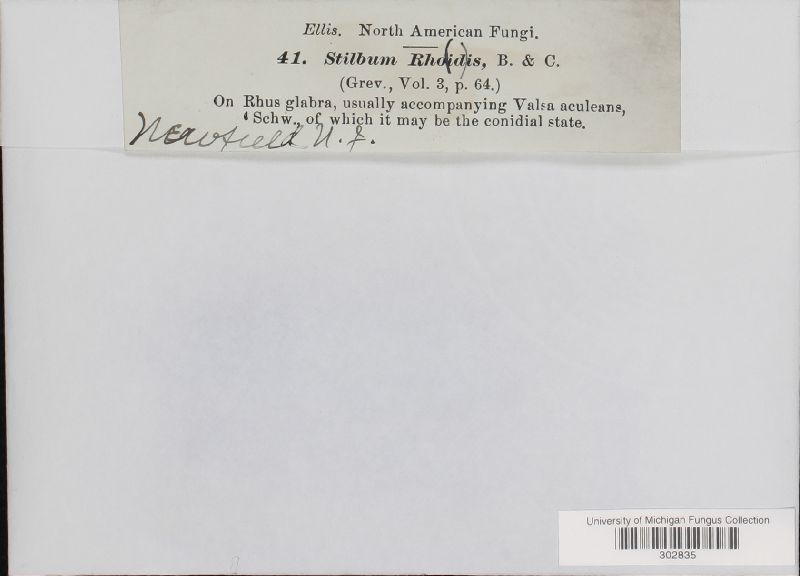 Ellis. North American Fungi.
41. Stilbum Rhoidis, B. & C.
(Grev., Vol. 3, p. 64.)
On Rhus glabra, usually accompanying Valsa aculeans,
Schw., of which it may be the conidial state.
Newfield N. J.
University of Michigan Fungus Collection
302835